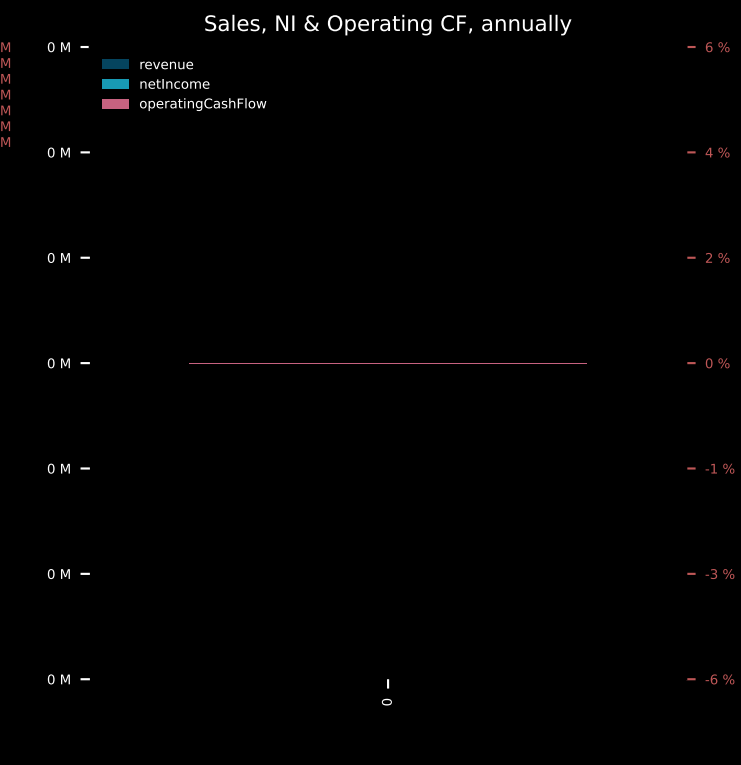 Sales, NI & Operating CF, annually
M
M
M
M
M
M
M
0 M
0 M
0 M
0 M
0 M
0 M
0 M
revenue
netIncome
operatingCashFlow
6 %
4 %
2 %
0 %
-1 %
-3 %
-6 %
0